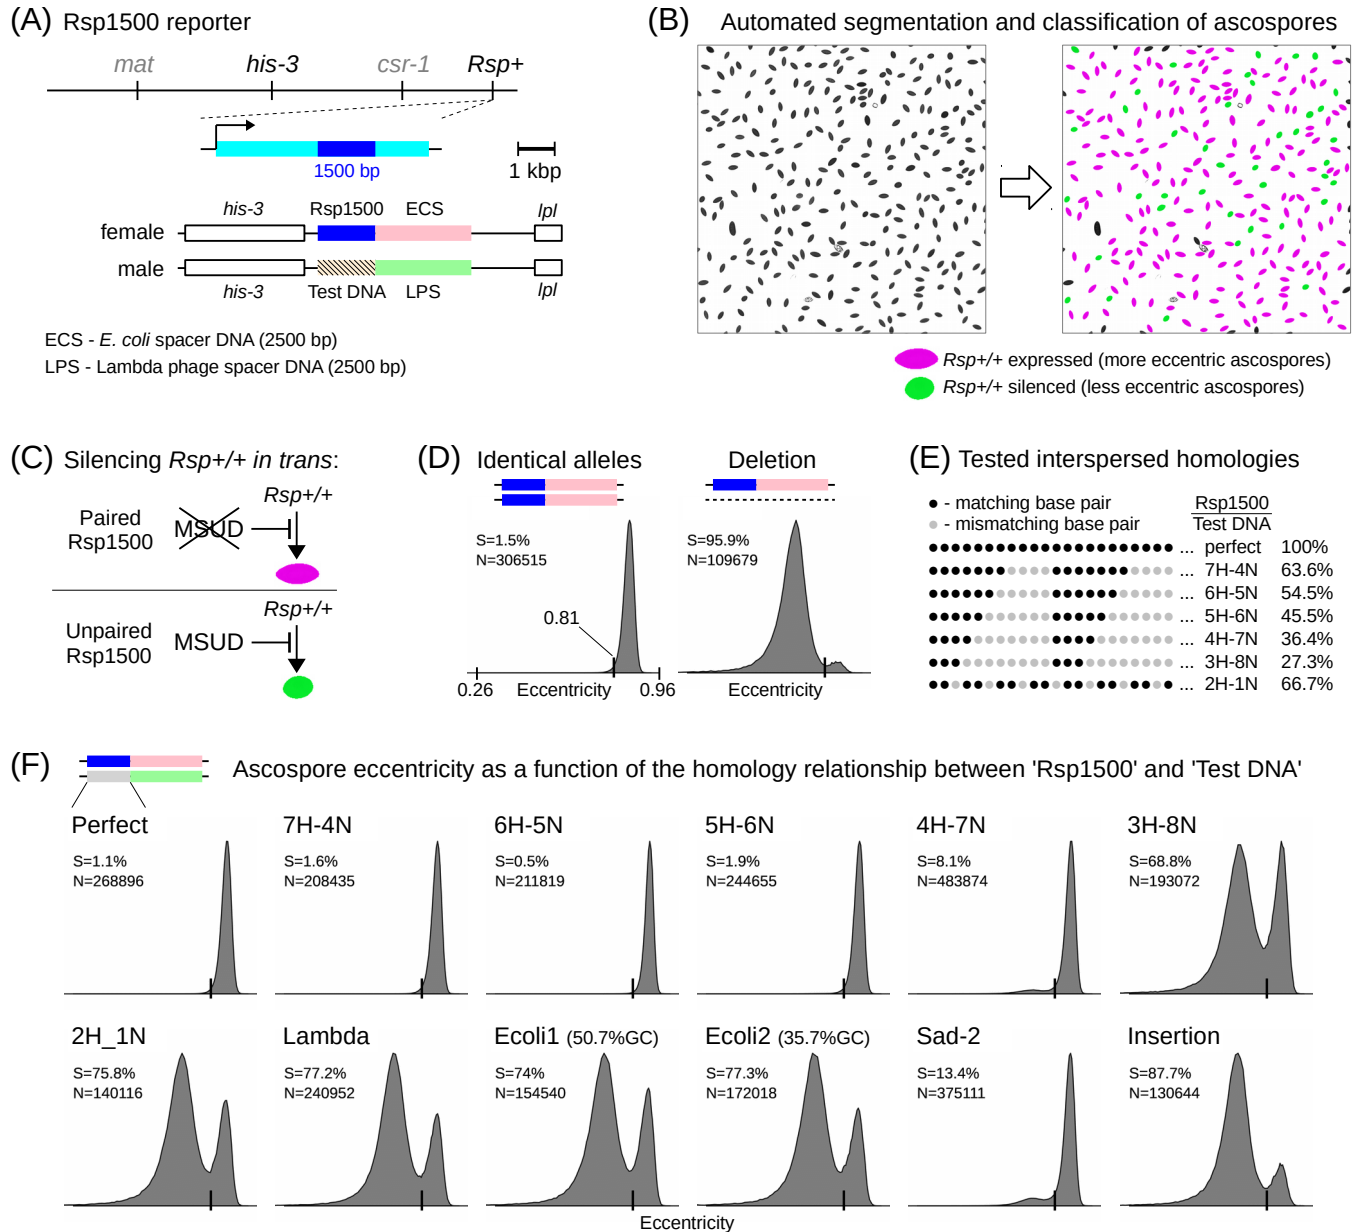 (A) Rsp1500 reporter
mat his-3 csr-1 Rsp+
1500 bp 1 kbp
his-3 Rsp1500 ECS lpl
female
male
his-3 Test DNA LPS lpl
ECS - E. coli spacer DNA (2500 bp)
LPS - Lambda phage spacer DNA (2500 bp)
(B) Automated segmentation and classification of ascospores
Rsp+/+ expressed (more eccentric ascospores)
Rsp+/+ silenced (less eccentric ascospores)
(C) Silencing Rsp+/+ in trans:
Rsp+/+
Paired
Rsp1500
MSUD
Rsp+/+
Unpaired
Rsp1500
MSUD
(D) Identical alleles Deletion
S=1.5%
N=306515
S=95.9%
N=109679
0.81
0.26 Eccentricity 0.96 Eccentricity
(E) Tested interspersed homologies
- matching base pair
- mismatching base pair
Rsp1500
Test DNA
... perfect 100%
... 7H-4N 63.6%
... 6H-5N 54.5%
... 5H-6N 45.5%
... 4H-7N 36.4%
... 3H-8N 27.3%
... 2H-1N 66.7%
(F) Ascospore eccentricity as a function of the homology relationship between 'Rsp1500' and 'Test DNA'
Perfect
S=1.1%
N=268896
7H-4N
S=1.6%
N=208435
6H-5N
S=0.5%
N=211819
5H-6N
S=1.9%
N=244655
4H-7N
S=8.1%
N=483874
3H-8N
S=68.8%
N=193072
2H_1N
S=75.8%
N=140116
Lambda
S=77.2%
N=240952
Ecoli1 (50.7%GC)
S=74%
N=154540
Ecoli2 (35.7%GC)
S=77.3%
N=172018
Sad-2
S=13.4%
N=375111
Insertion
S=87.7%
N=130644
Eccentricity